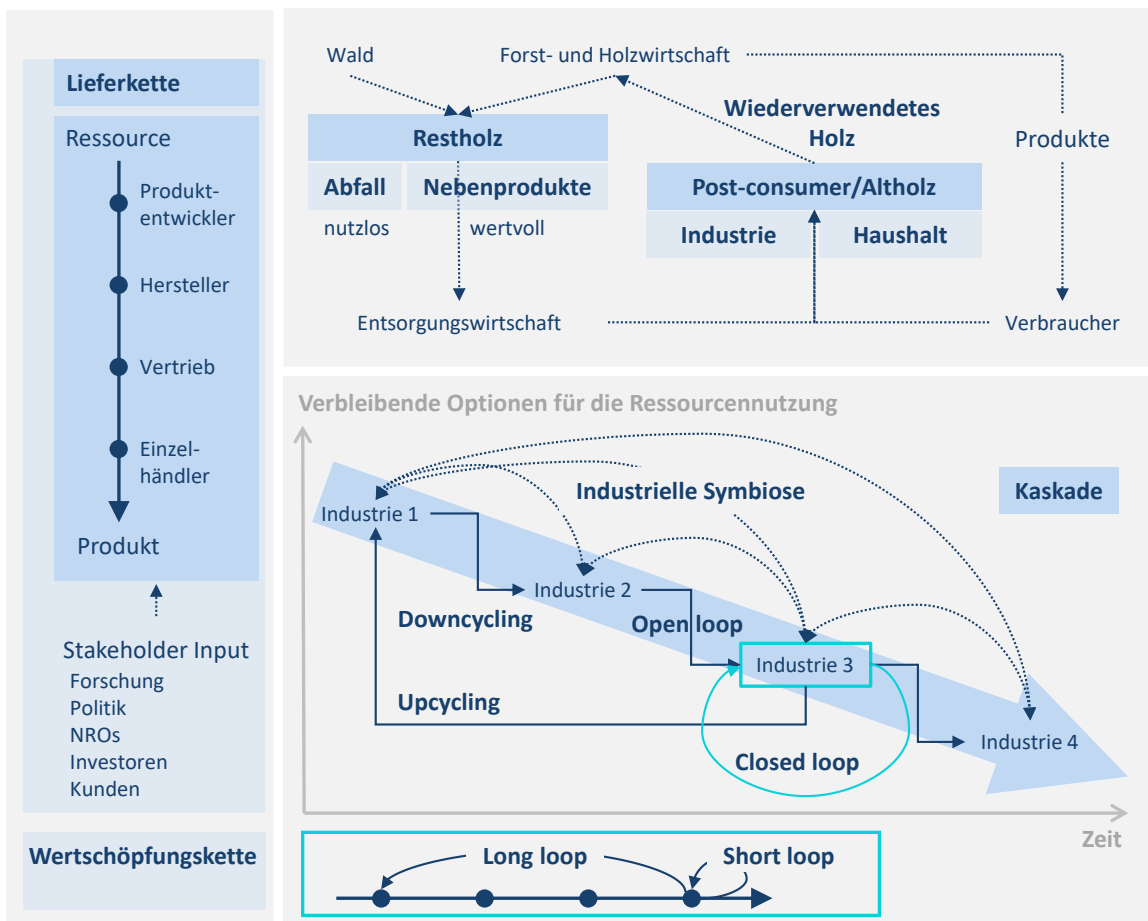 Lieferkette
Ressource
Produkt-
entwickler
Hersteller
Vertrieb
Einzel-
händler
Produkt
Stakeholder Input
Forschung
Politik
NROs
Investoren
Kunden
Wertschöpfungskette
Wald
Forst- und Holzwirtschaft
Wiederverwendetes
Holz
Produkte
Restholz
Abfall
Nebenprodukte
nutzlos
wertvoll
Post-consumer/Altholz
Industrie
Haushalt
Entsorgungswirtschaft
Verbraucher
Verbleibende Optionen für die Ressourcennutzung
Industrielle Symbiose
Kaskade
Industrie 1
Industrie 2
Downcycling
Open loop
Industrie 3
Upcycling
Industrie 4
Closed loop
Zeit
Long loop
Short loop